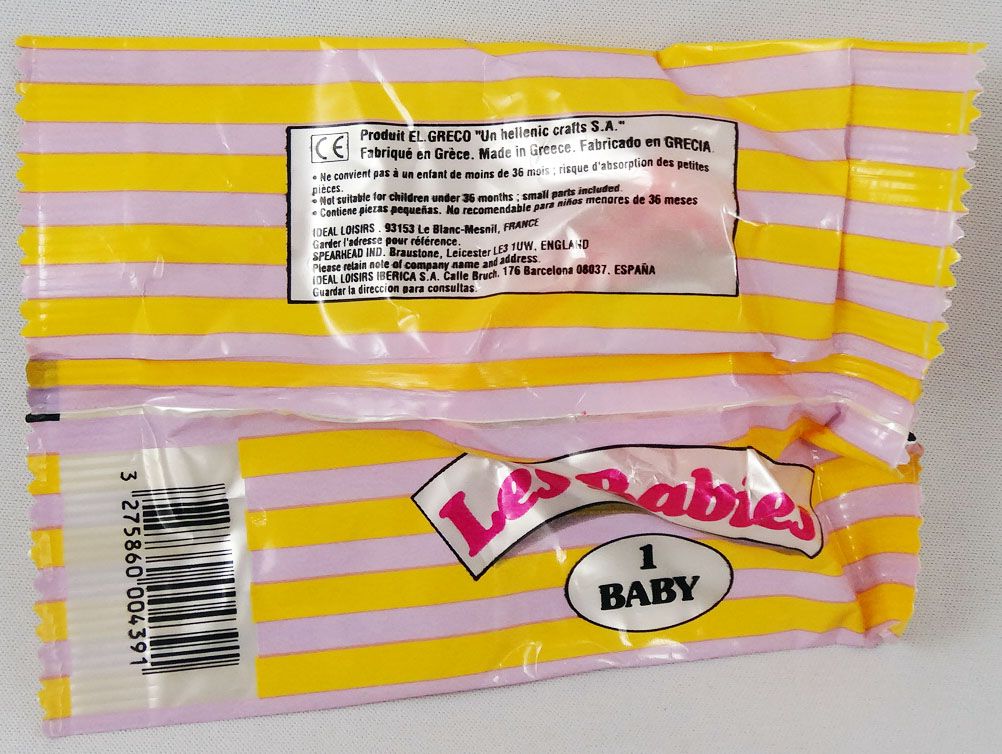 CE
Produit EL GRECO "Un hellenic crafts S.A."
Fabriqué en Grèce. Made in Greece. Fabricado en GRECIA
• Ne convient pas à un enfant de moins de 36 mois ; risque d'absorption des petites
pièces.
• Not suitable for children under 36 months ; small parts included.
• Contiene piezas pequeñas. No recomendable para niños menores de 36 meses
IDEAL LOISIRS . 93153 Le Blanc-Mesnil, FRANCE
Garder l'adresse pour référence.
SPEARHEAD IND. Braustone, Leicester LE3 1UW, ENGLAND
Please retain note of company name and address.
IDEAL LOISIRS IBERICA S.A. Calle Bruch. 176 Barcelona 08037. ESPAÑA
Guardar la direccion para consultas.
Les Babies
1
BABY
3 275860 004391